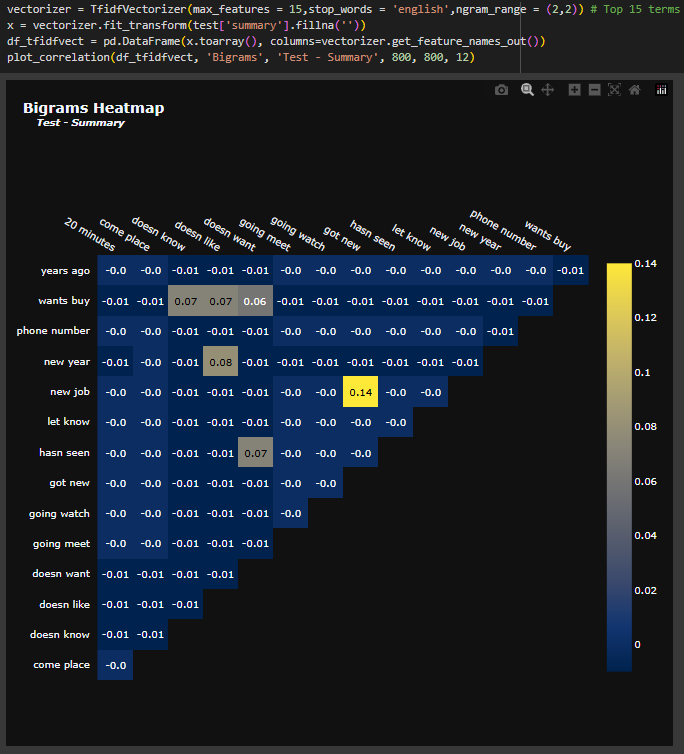 vectorizer = TfidfVectorizer(max_features = 15,stop_words = 'english',ngram_range = (2,2)) # Top 15 terms
x = vectorizer.fit_transform(test['summary'].fillna(''))
df_tfidfvect = pd.DataFrame(x.toarray(), columns=vectorizer.get_feature_names_out())
plot_correlation(df_tfidfvect, 'Bigrams', 'Test - Summary', 800, 800, 12)
Bigrams Heatmap
Test - Summary
20 minutes come place doesn know doesn like doesn want going meet going watch got new hasn seen let know new job new year phone number wants buy
years ago -0.0 -0.0 -0.01 -0.01 -0.01 -0.0 -0.0 -0.0 -0.0 -0.0 -0.0 -0.0 -0.0 -0.01
wants buy -0.01 -0.01 0.07 0.07 0.06 -0.01 -0.01 -0.01 -0.01 -0.01 -0.01 -0.01 -0.01
phone number -0.0 -0.0 -0.01 -0.01 -0.01 -0.0 -0.0 -0.0 -0.0 -0.0 -0.0 -0.01
new year -0.01 -0.0 -0.01 0.08 -0.01 -0.01 -0.01 -0.01 -0.01 -0.01 -0.01
new job -0.0 -0.0 -0.01 -0.01 -0.01 -0.0 -0.0 0.14 -0.0 -0.0
let know -0.0 -0.0 -0.01 -0.01 -0.01 -0.0 -0.0 -0.0 -0.0
hasn seen -0.0 -0.0 -0.01 -0.01 0.07 -0.0 -0.0 -0.0
got new -0.0 -0.0 -0.01 -0.01 -0.01 -0.0 -0.0
going watch -0.0 -0.0 -0.01 -0.01 -0.01 -0.0
going meet -0.0 -0.0 -0.01 -0.01 -0.01
doesn want -0.01 -0.01 -0.01 -0.01
doesn like -0.01 -0.01 -0.01
doesn know -0.01 -0.01
come place -0.0
0.14
0.12
0.1
0.08
0.06
0.04
0.02
0